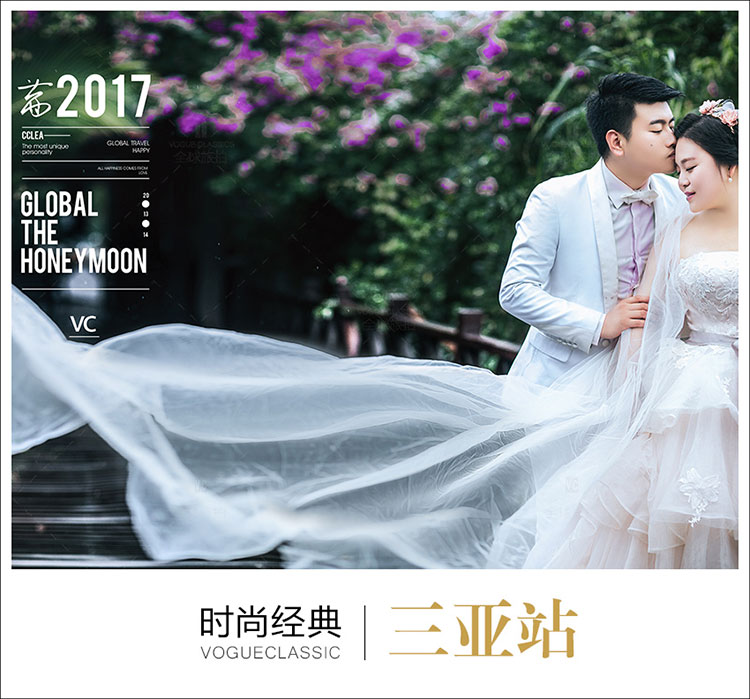 2017
CCLEA
The most unique
personality
GLOBAL TRAVEL
HAPPY
ALL HAPPINESS COMES FROM
LOVE
GLOBAL
THE
HONEYMOON
20
13
14
VC
时尚经典
VOGUECLASSIC
三亚站